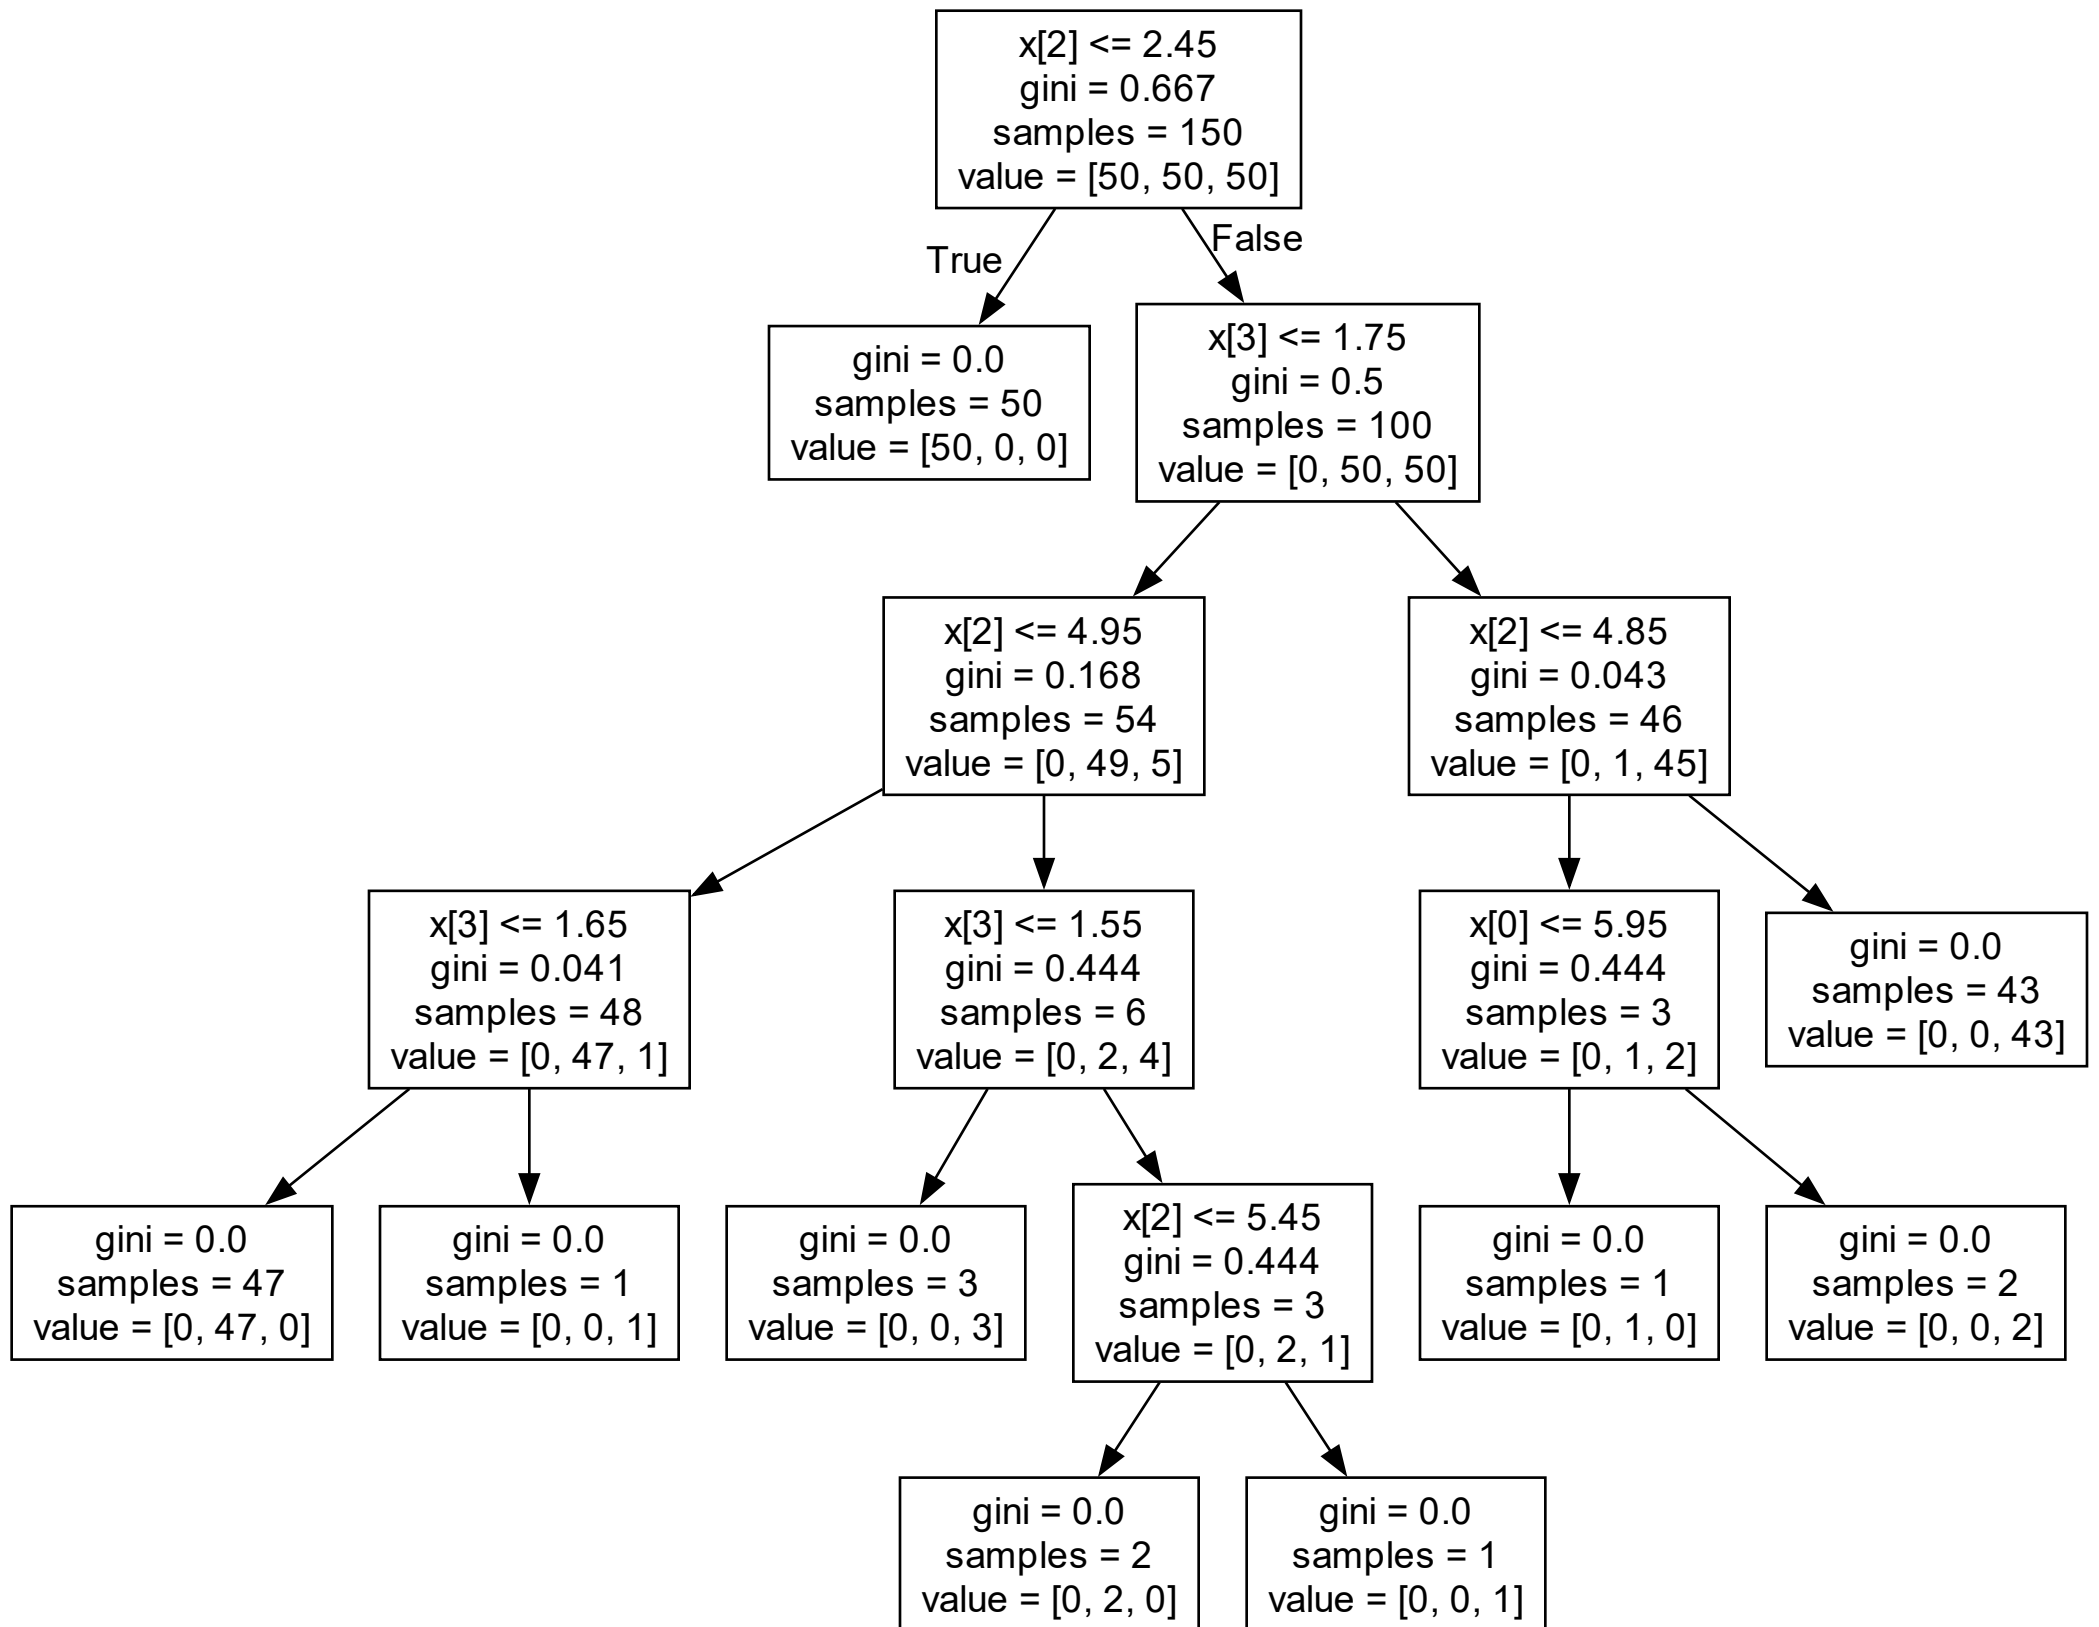 x[2] <= 2.45
gini = 0.667
samples = 150
value = [50, 50, 50]
True
False
gini = 0.0
samples = 50
value = [50, 0, 0]
x[3] <= 1.75
gini = 0.5
samples = 100
value = [0, 50, 50]
x[2] <= 4.95
gini = 0.168
samples = 54
value = [0, 49, 5]
x[2] <= 4.85
gini = 0.043
samples = 46
value = [0, 1, 45]
x[3] <= 1.65
gini = 0.041
samples = 48
value = [0, 47, 1]
x[3] <= 1.55
gini = 0.444
samples = 6
value = [0, 2, 4]
x[0] <= 5.95
gini = 0.444
samples = 3
value = [0, 1, 2]
gini = 0.0
samples = 43
value = [0, 0, 43]
gini = 0.0
samples = 47
value = [0, 47, 0]
gini = 0.0
samples = 1
value = [0, 0, 1]
gini = 0.0
samples = 3
value = [0, 0, 3]
x[2] <= 5.45
gini = 0.444
samples = 3
value = [0, 2, 1]
gini = 0.0
samples = 1
value = [0, 1, 0]
gini = 0.0
samples = 2
value = [0, 0, 2]
gini = 0.0
samples = 2
value = [0, 2, 0]
gini = 0.0
samples = 1
value = [0, 0, 1]